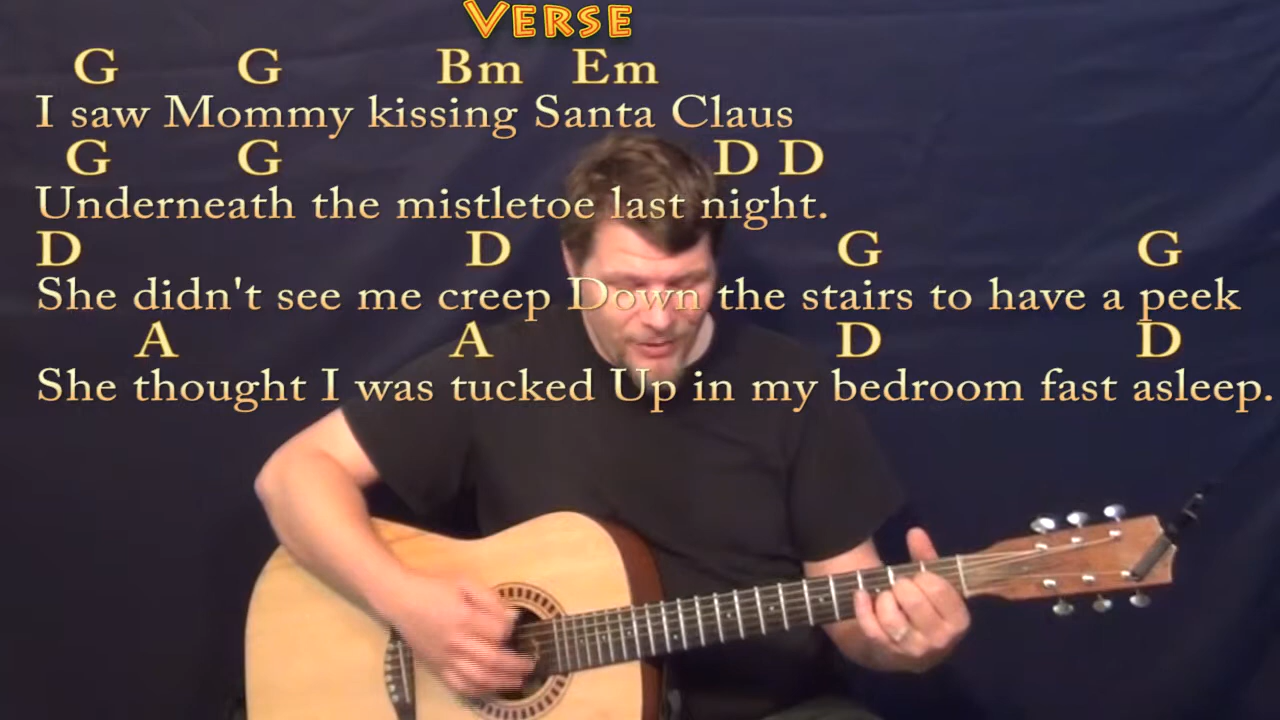 VERSE
G G Bm Em
I saw Mommy kissing Santa Claus
G G D D
Underneath the mistletoe last night.
D D G G
She didn't see me creep Down the stairs to have a peek
A A D D
She thought I was tucked Up in my bedroom fast asleep.